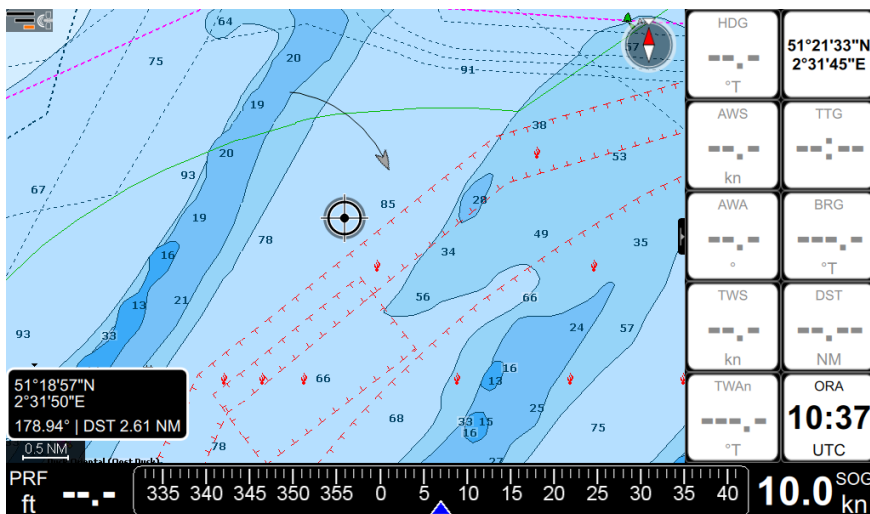 64
20
75
91
57
19
38
20
53
93
67
28
85
19
78
49
34
35
16
56
66
13
21
24
93
33
57
16
13
66
25
68
33 15
16
75
78
27
51°18'57"N
2°31'50"E
178.94° | DST 2.61 NM
0.5 NM
(Oost Dyck)
HDG
--.-
°T
51°21'33"N
2°31'45"E
AWS
--.-
kn
TTG
--:--
AWA
--.-
°
BRG
---.-
°T
TWS
--.-
kn
DST
--.--
NM
TWAn
---.-
°T
ORA
10:37
UTC
PRF
ft
--.-
335 340 345 350 355 0 5 10 15 20 25 30 35 40
10.0
SOG
kn